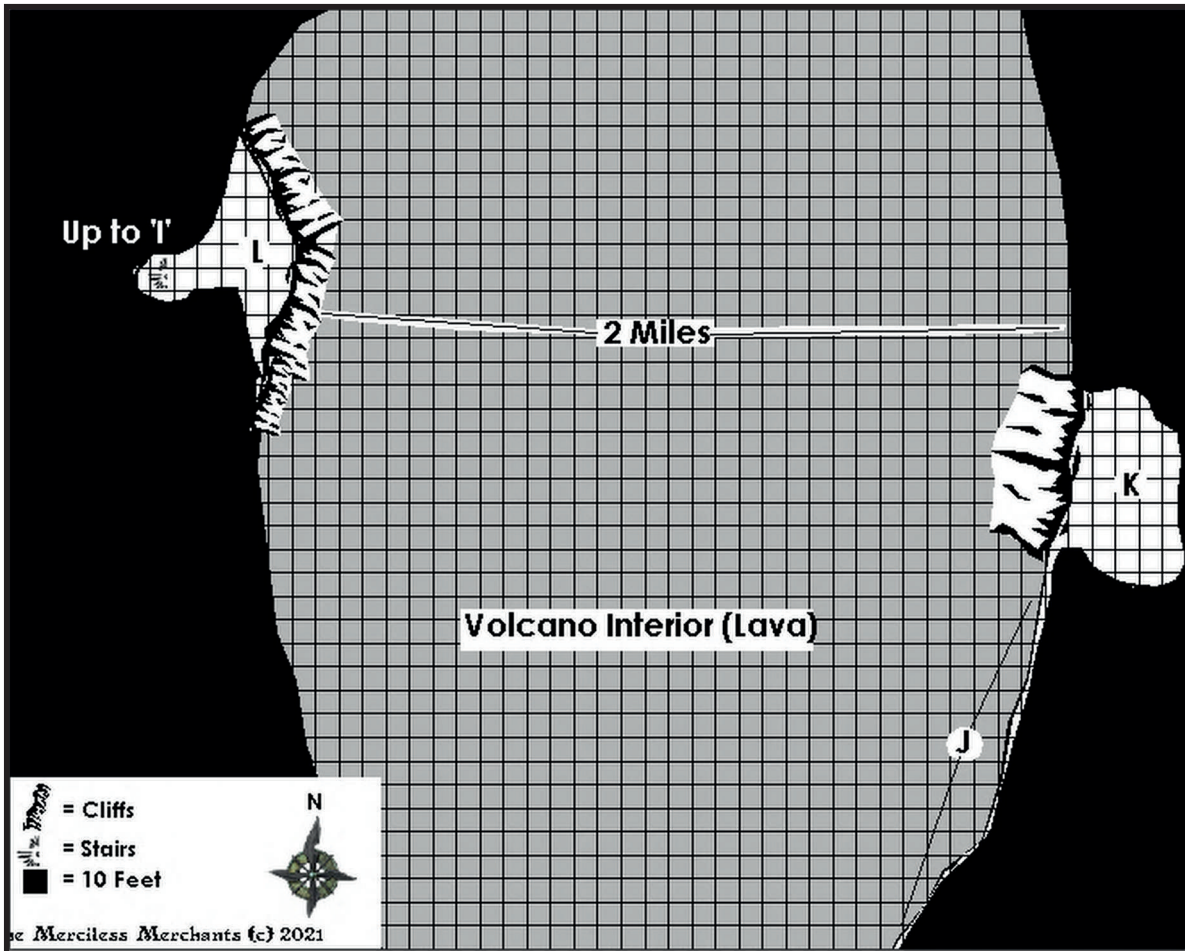 Up to 'I'
L
2 Miles
K
Volcano Interior (Lava)
J
N
= Cliffs
= Stairs
= 10 Feet
e Merciless Merchants (c) 2021